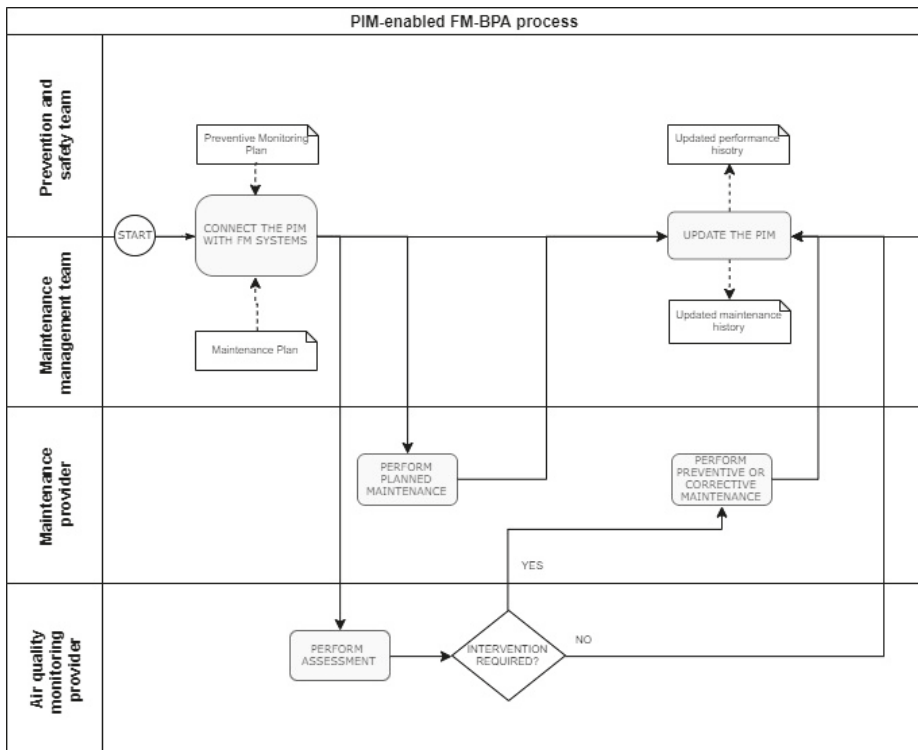 PIM-enabled FM-BPA process
Prevention and
safety team
Preventive Monitoring
Plan
Updated performance
hisotry
START
CONNECT THE PIM
WITH FM SYSTEMS
UPDATE THE PIM
Maintenance
management team
Maintenance Plan
Updated maintenance
history
Maintenance
provider
PERFORM
PLANNED
MAINTENANCE
PERFORM
PREVENTIVE OR
CORRECTIVE
MAINTENANCE
YES
Air quality
monitoring
provider
PERFORM
ASSESSMENT
INTERVENTION
REQUIRED?
NO